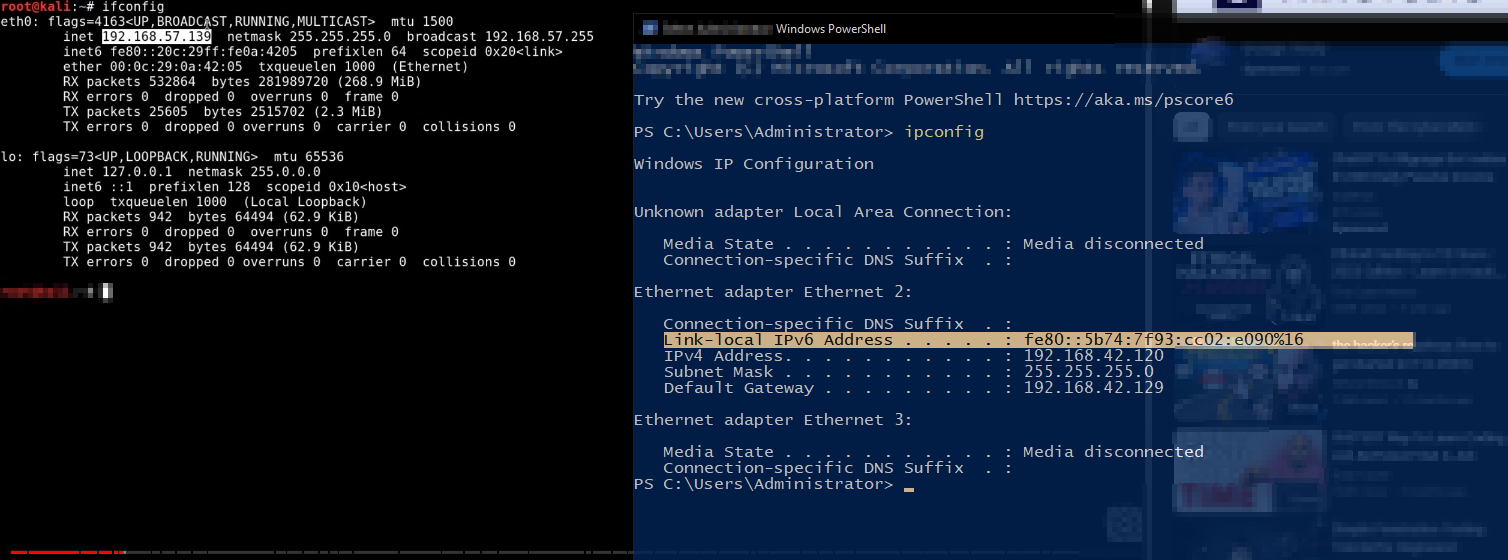 root@kali:~# ifconfig
eth0: flags=4163<UP,BROADCAST,RUNNING,MULTICAST>  mtu 1500
inet 192.168.57.139  netmask 255.255.255.0  broadcast 192.168.57.255
inet6 fe80::20c:29ff:fe0a:4205  prefixlen 64  scopeid 0x20<link>
ether 00:0c:29:0a:42:05  txqueuelen 1000  (Ethernet)
RX packets 532864  bytes 281989720 (268.9 MiB)
RX errors 0  dropped 0  overruns 0  frame 0
TX packets 25605  bytes 2515702 (2.3 MiB)
TX errors 0  dropped 0 overruns 0  carrier 0  collisions 0
lo: flags=73<UP,LOOPBACK,RUNNING>  mtu 65536
inet 127.0.0.1  netmask 255.0.0.0
inet6 ::1  prefixlen 128  scopeid 0x10<host>
loop  txqueuelen 1000  (Local Loopback)
RX packets 942  bytes 64494 (62.9 KiB)
RX errors 0  dropped 0  overruns 0  frame 0
TX packets 942  bytes 64494 (62.9 KiB)
TX errors 0  dropped 0 overruns 0  carrier 0  collisions 0
Windows PowerShell
Windows PowerShell
Copyright (C) Microsoft Corporation. All rights reserved.
Try the new cross-platform PowerShell https://aka.ms/pscore6
PS C:\Users\Administrator> ipconfig
Windows IP Configuration
Unknown adapter Local Area Connection:
Media State . . . . . . . . . . . : Media disconnected
Connection-specific DNS Suffix  . :
Ethernet adapter Ethernet 2:
Connection-specific DNS Suffix  . :
Link-local IPv6 Address . . . . . : fe80::5b74:7f93:cc02:e090%16
IPv4 Address. . . . . . . . . . . : 192.168.42.120
Subnet Mask . . . . . . . . . . . : 255.255.255.0
Default Gateway . . . . . . . . . : 192.168.42.129
Ethernet adapter Ethernet 3:
Media State . . . . . . . . . . . : Media disconnected
Connection-specific DNS Suffix  . :
PS C:\Users\Administrator>
the hacker's
TIME